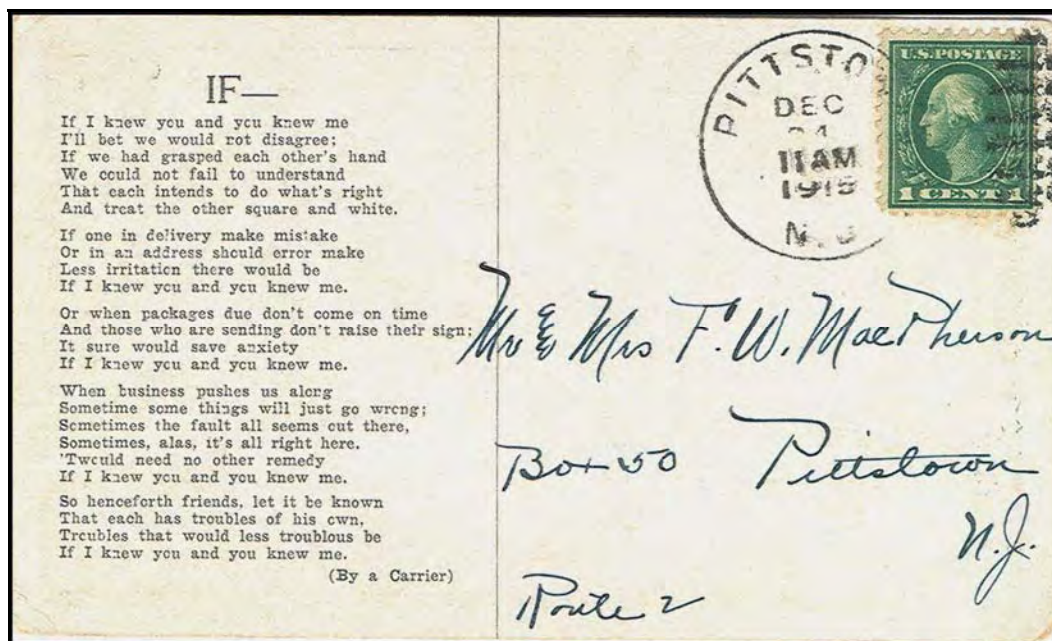 IF—
If I knew you and you knew me
I'll bet we would not disagree;
If we had grasped each other's hand
We could not fail to understand
That each intends to do what's right
And treat the other square and white.
If one in delivery make mistake
Or in an address should error make
Less irritation there would be
If I knew you and you knew me.
Or when packages due don't come on time
And those who are sending don't raise their sign;
It sure would save anxiety
If I knew you and you knew me.
When business pushes us along
Sometime some things will just go wrong;
Sometimes the fault all seems out there,
Sometimes, alas, it's all right here.
'Twould need no other remedy
If I knew you and you knew me.
So henceforth friends, let it be known
That each has troubles of his own,
Troubles that would less troublous be
If I knew you and you knew me.
(By a Carrier)
PITTSTO
DEC
11 AM
N.J
U.S. POSTAGE
1 CENT 1
Mr & Mrs F. W. MacPherson
Box 50 Pittstown
N.J.
Route 2